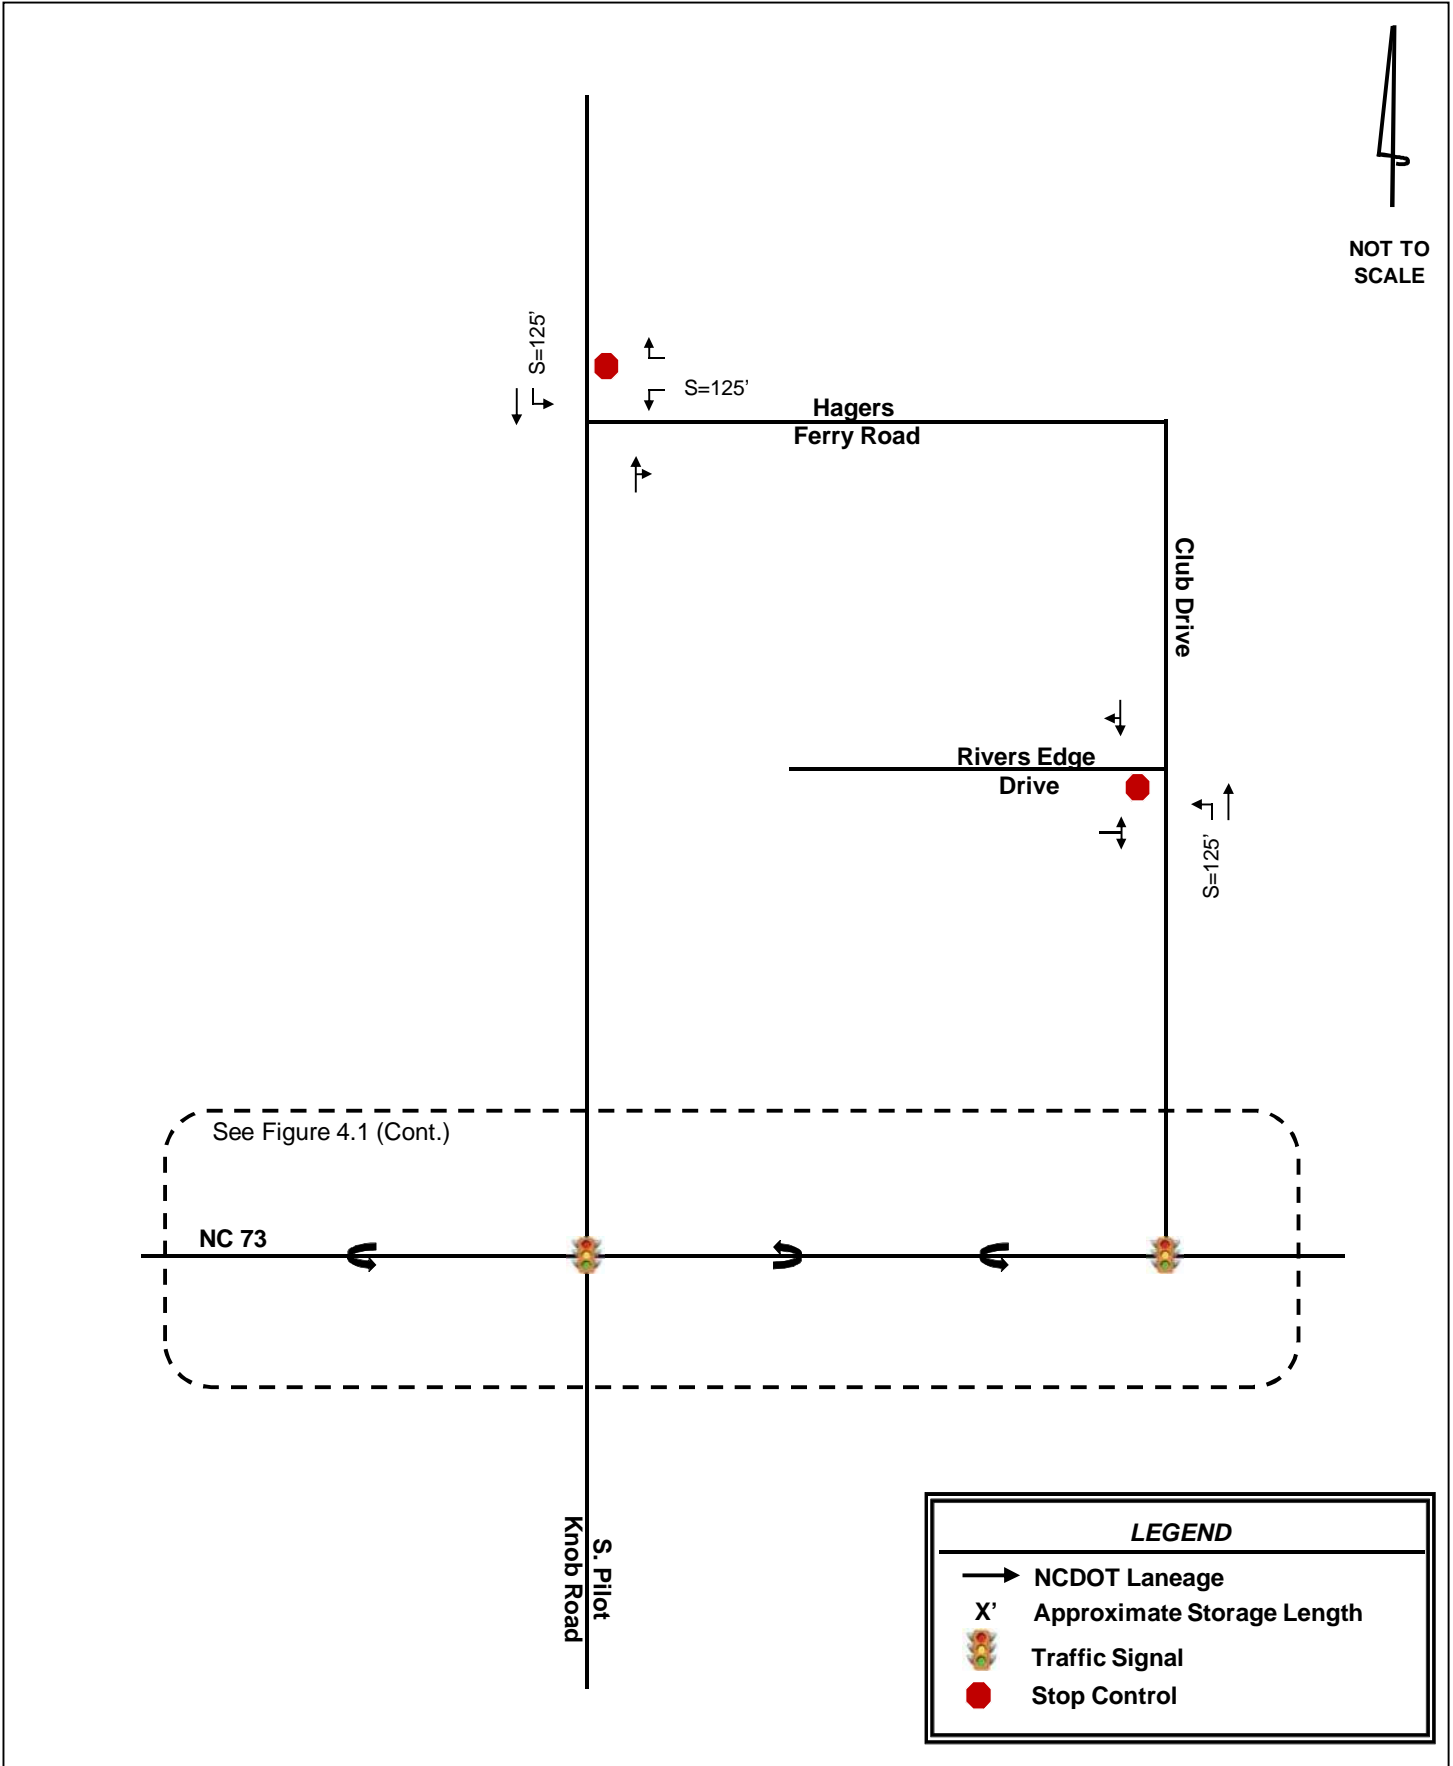 NOT TO
SCALE
S=125’
S=125’
Hagers
Ferry Road
Club Drive
Rivers Edge
Drive
S=125’
See Figure 4.1 (Cont.)
NC 73
S. Pilot
Knob Road
LEGEND
NCDOT Laneage
X’ Approximate Storage Length
Traffic Signal
Stop Control